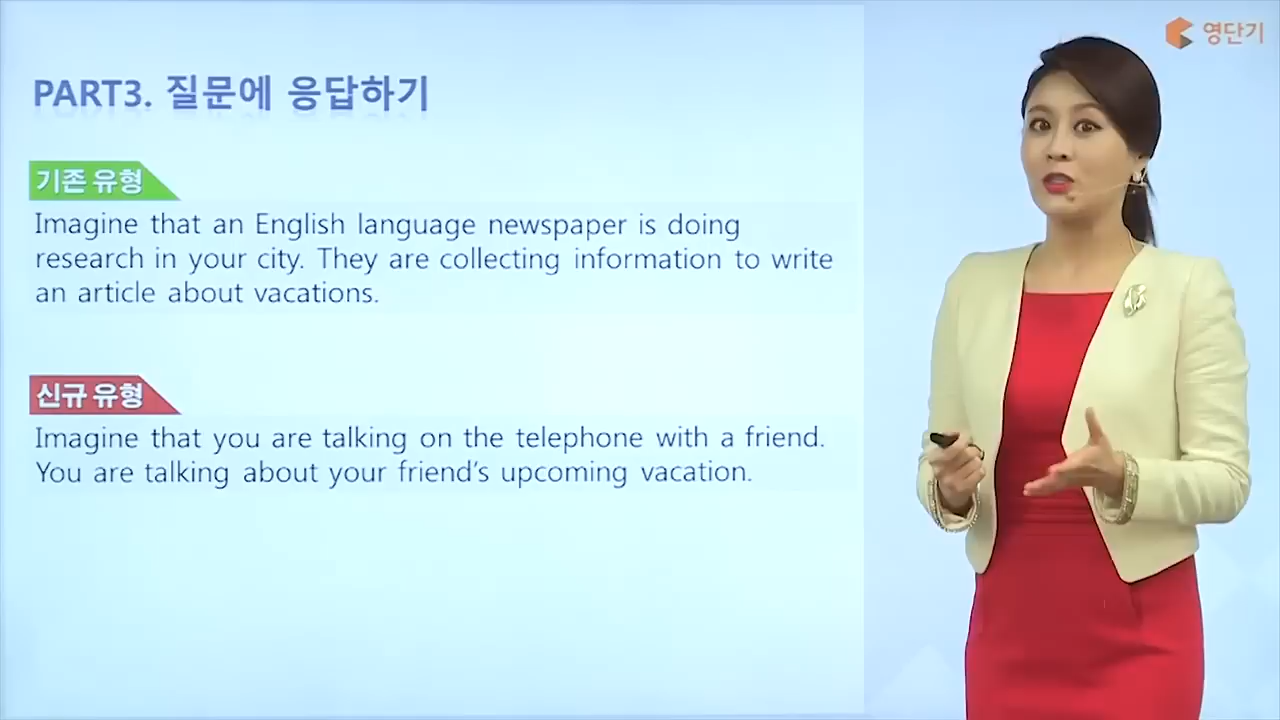 영단기
PART3. 질문에 응답하기
기존 유형
Imagine that an English language newspaper is doing
research in your city. They are collecting information to write
an article about vacations.
신규 유형
Imagine that you are talking on the telephone with a friend.
You are talking about your friend’s upcoming vacation.